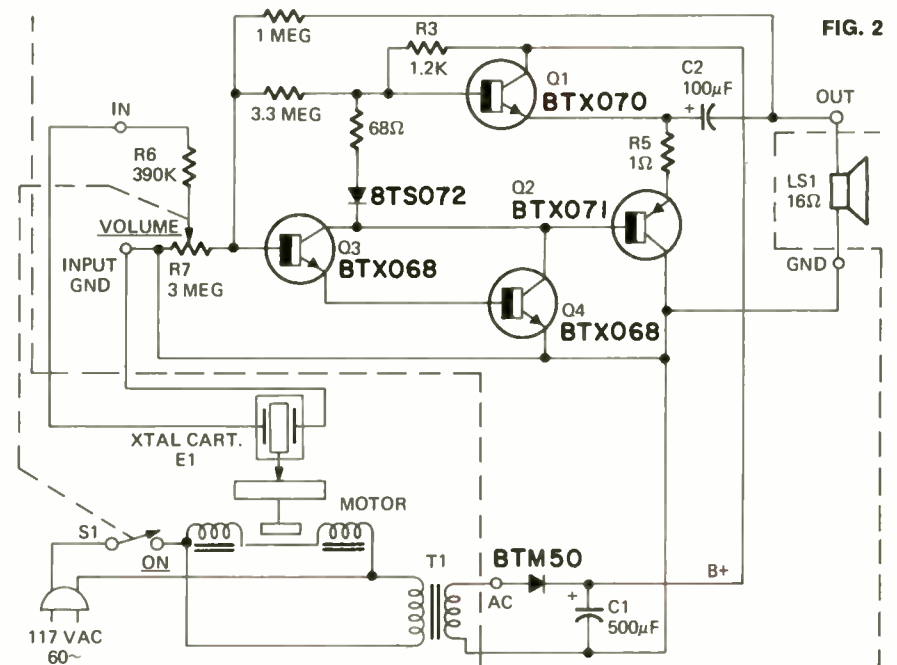 FIG. 2
1 MEG
R3
1.2K
3.3 MEG
Q1
BTX070
C2
100µF
+
OUT
IN
R6
390K
68Ω
R5
1Ω
8TS072
Q2
BTX071
LS1
16Ω
VOLUME
INPUT
GND
R7
3 MEG
Q3
BTX068
GND
Q4
BTX068
XTAL CART.
E1
MOTOR
S1
ON
T1
BTM50
AC
B+
+
C1
500µF
117 VAC
60~